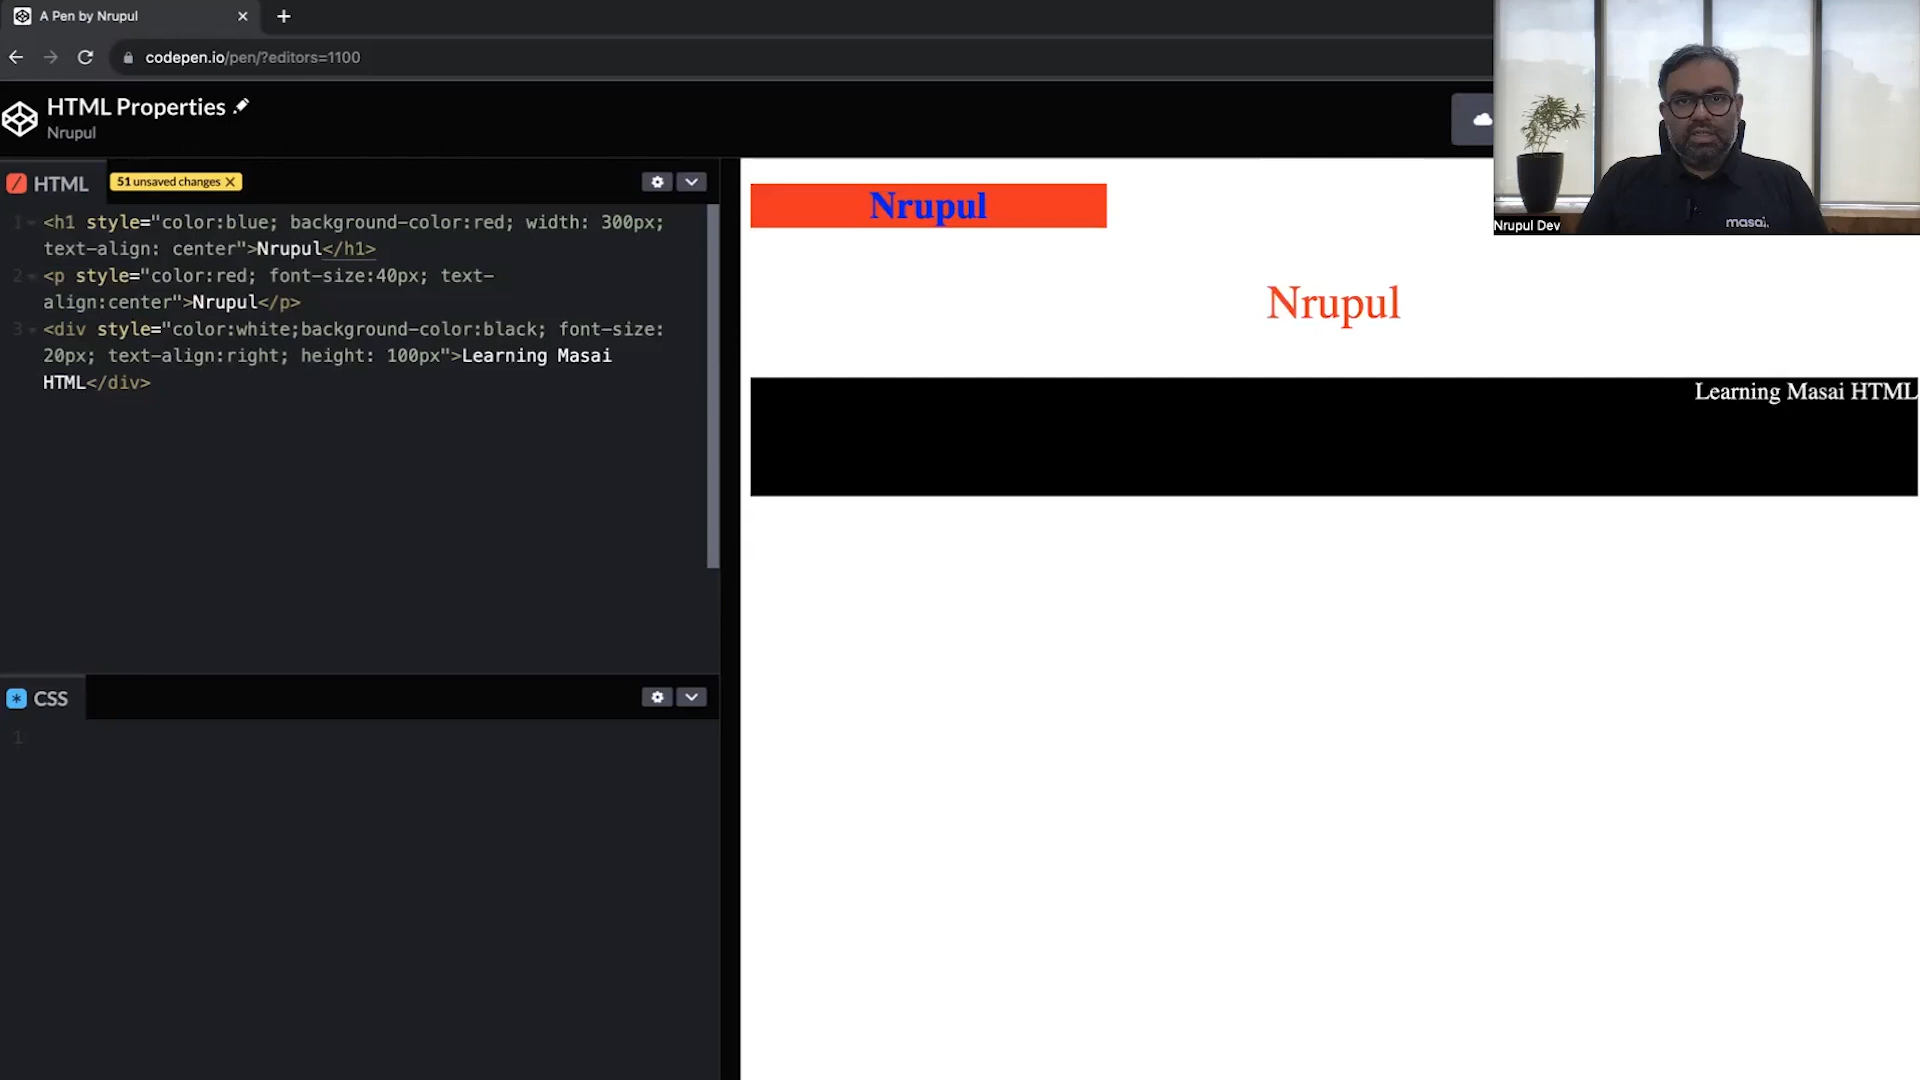 A Pen by Nrupul
codepen.io/pen/?editors=1100
HTML Properties
Nrupul
HTML
51 unsaved changes X
1 <h1 style="color:blue; background-color:red; width: 300px;
text-align: center">Nrupul</h1>
2 <p style="color:red; font-size:40px; text-
align:center">Nrupul</p>
3 <div style="color:white;background-color:black; font-size:
20px; text-align:right; height: 100px">Learning Masai
HTML</div>
CSS
1
Nrupul
Nrupul
Learning Masai HTML
masai.
Nrupul Dev